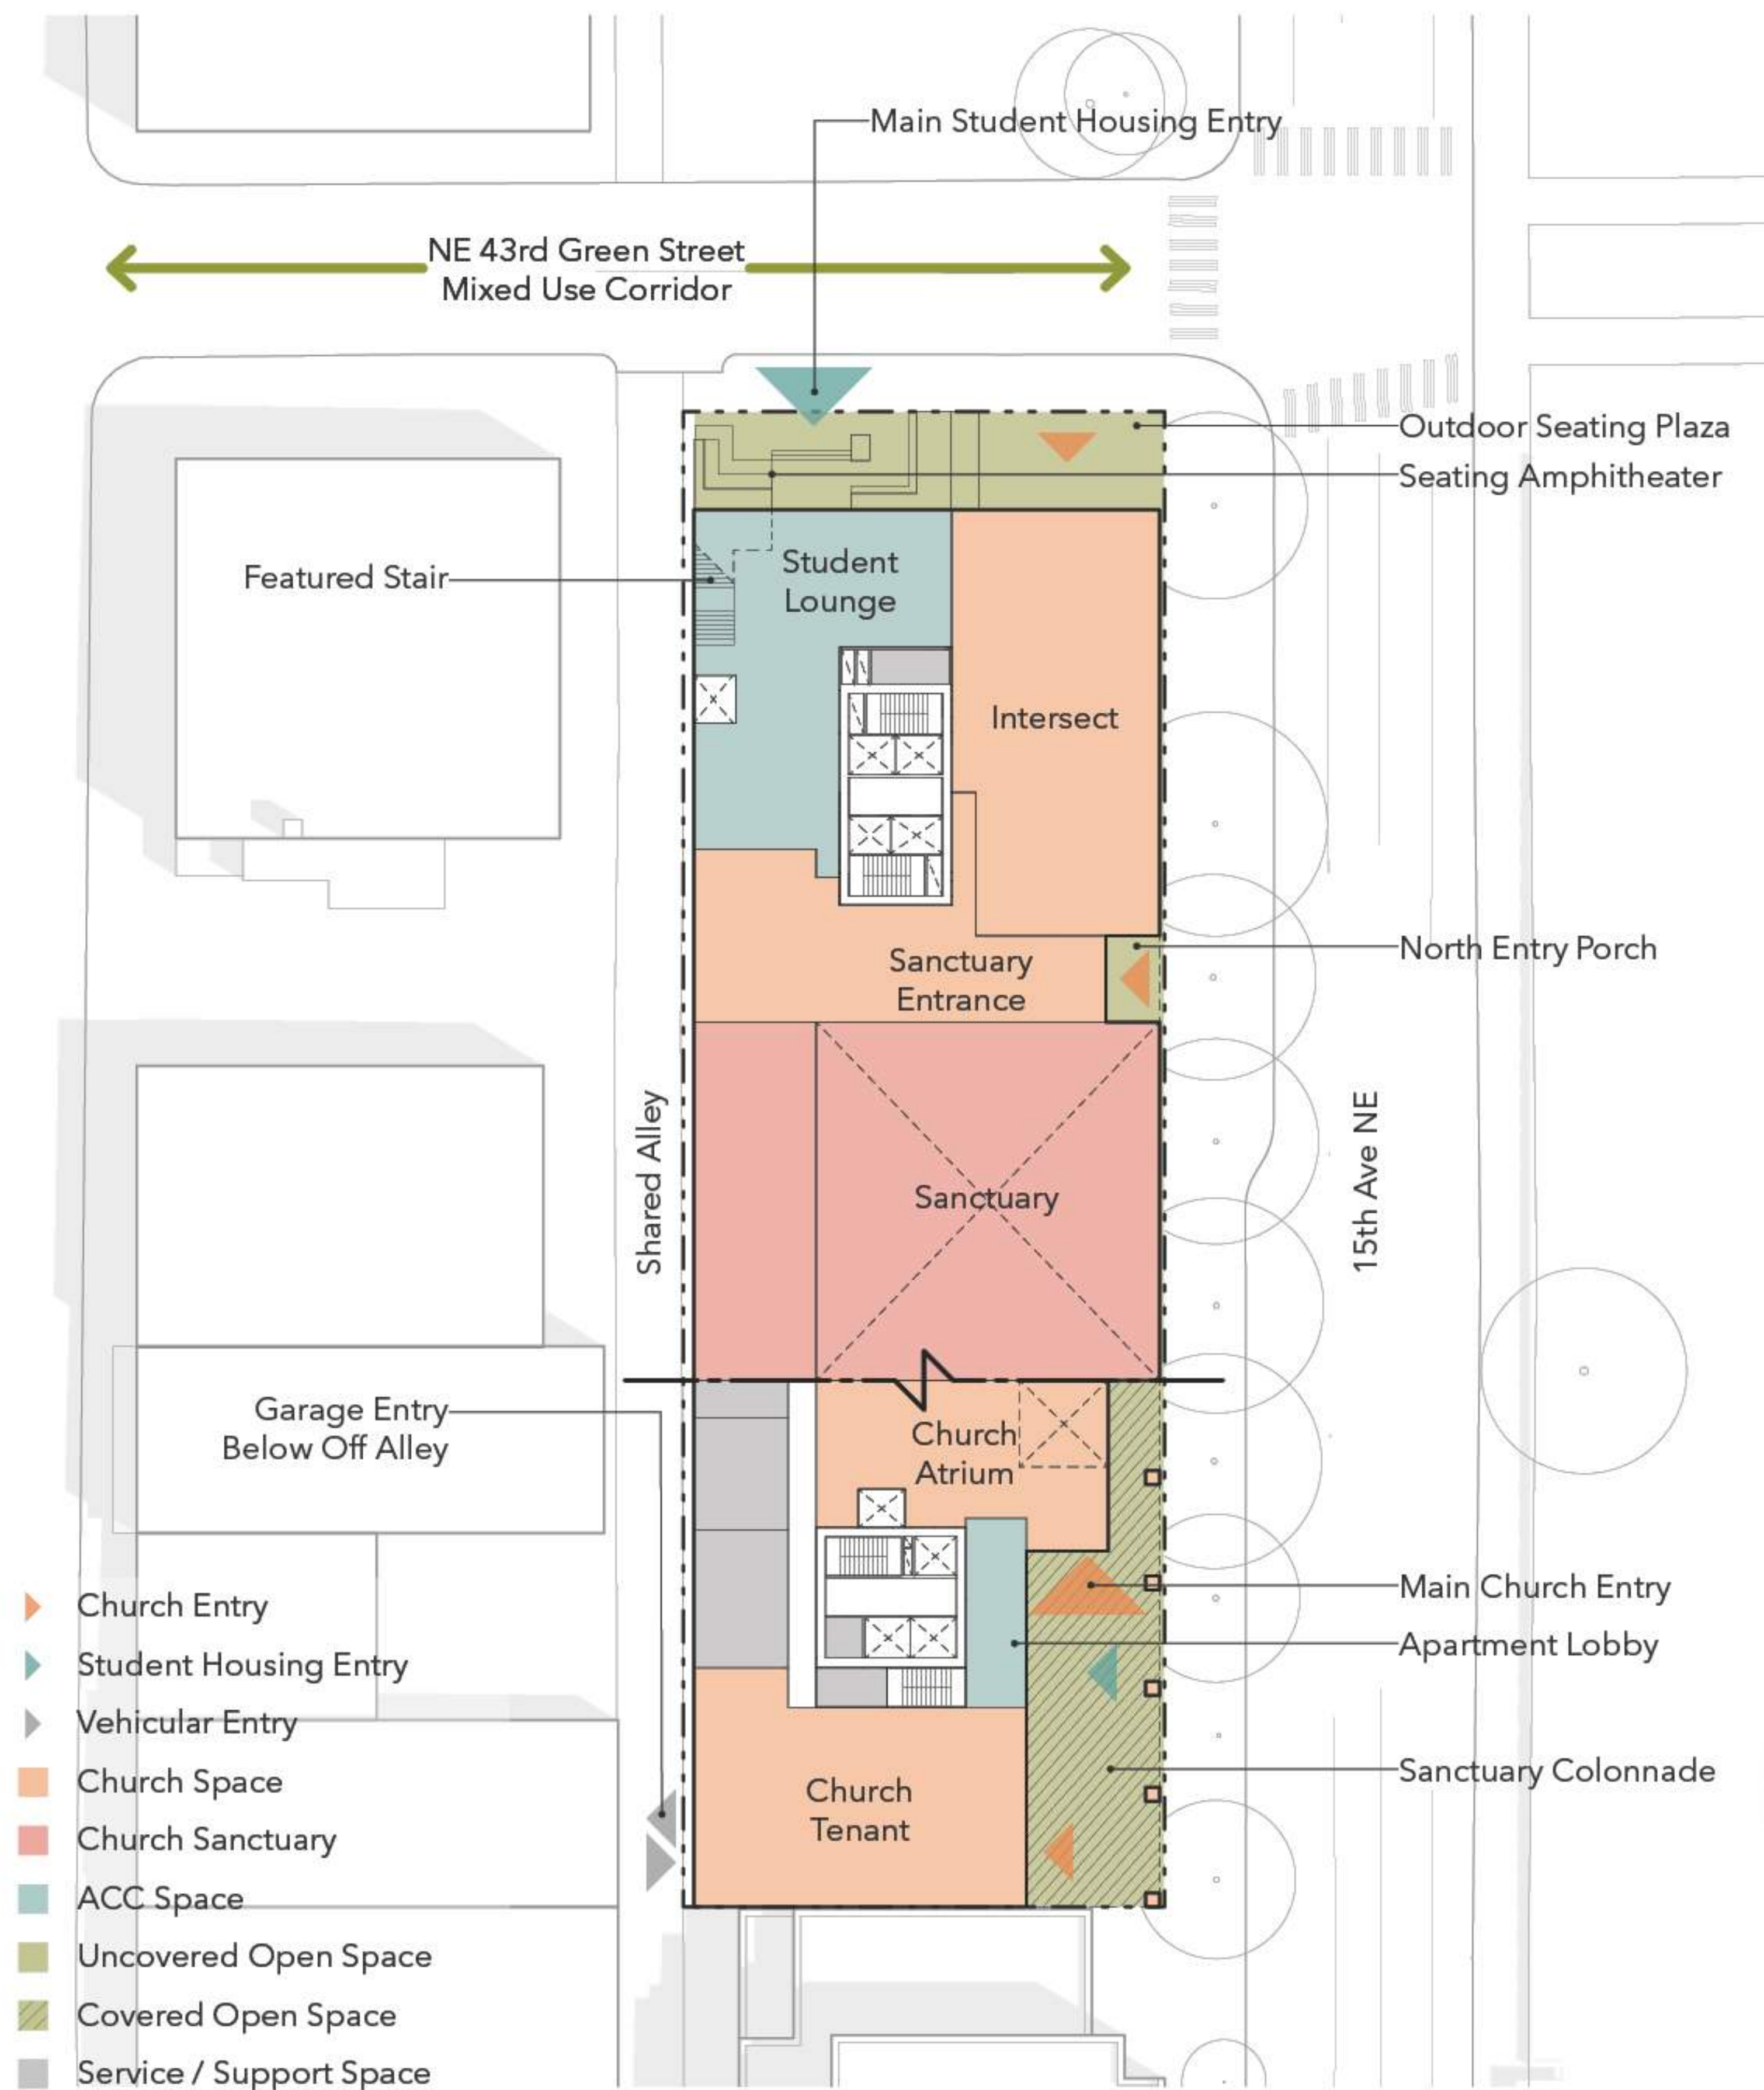 Main Student Housing Entry
NE 43rd Green Street
Mixed Use Corridor
Outdoor Seating Plaza
Seating Amphitheater
Featured Stair
Student
Lounge
Intersect
North Entry Porch
Sanctuary
Entrance
Shared Alley
Sanctuary
15th Ave NE
Garage Entry
Below Off Alley
Church
Atrium
Main Church Entry
Apartment Lobby
Sanctuary Colonnade
Church
Tenant
Church Entry
Student Housing Entry
Vehicular Entry
Church Space
Church Sanctuary
ACC Space
Uncovered Open Space
Covered Open Space
Service / Support Space